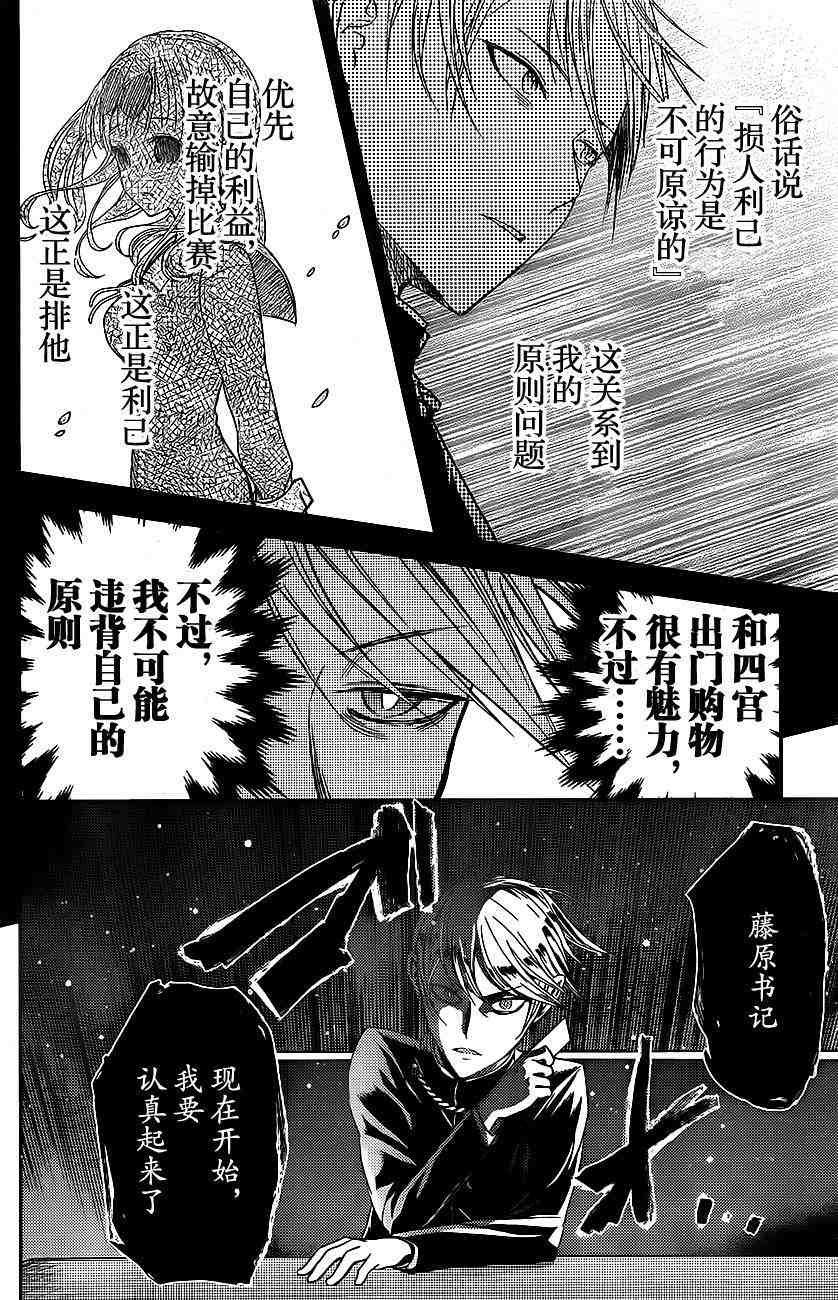 俗话说
『损人利己
的行为是
不可原谅的』
这关系到
我的
原则问题
优先
自己的利益，
故意输掉比赛
这正是利己
这正是排他
和四宫
出门购物
很有魅力，
不过……
不过，
我不可能
违背自己的
原则
藤原书记
现在开始，
我要
认真起来了